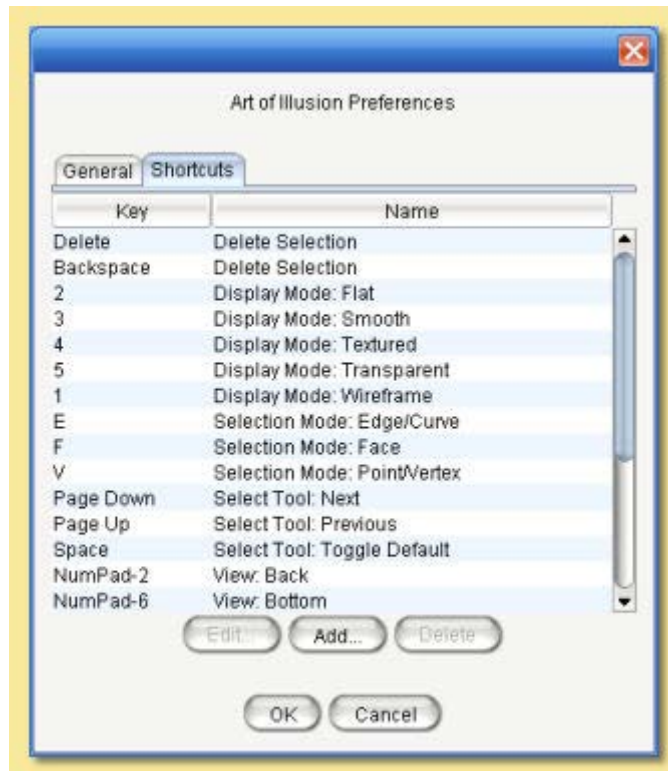 Art of Illusion Preferences
General Shortcuts
Key Name
Delete Delete Selection
Backspace Delete Selection
2 Display Mode: Flat
3 Display Mode: Smooth
4 Display Mode: Textured
5 Display Mode: Transparent
1 Display Mode: Wireframe
E Selection Mode: Edge/Curve
F Selection Mode: Face
V Selection Mode: Point/Vertex
Page Down Select Tool: Next
Page Up Select Tool: Previous
Space Select Tool: Toggle Default
NumPad-2 View: Back
NumPad-6 View: Bottom
Edit... Add... Delete
OK Cancel